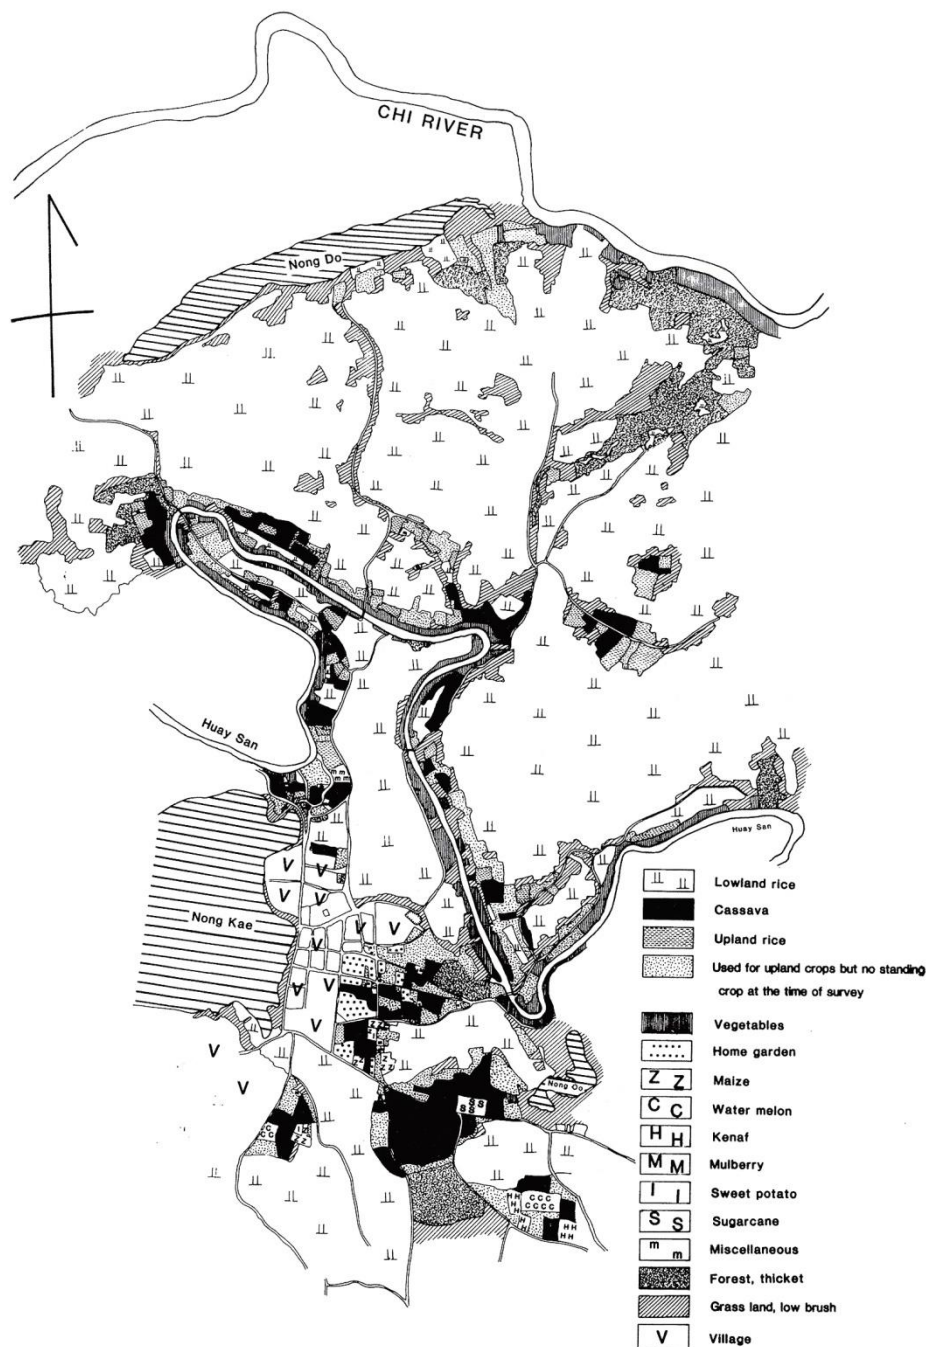 CHI RIVER
Nong Do
Huay San
Huay San
Nong Kae
Nong Oo
Lowland rice
Cassava
Upland rice
Used for upland crops but no standing
crop at the time of survey
Vegetables
Home garden
Z Z Maize
C C Water melon
H H Kenaf
M M Mulberry
I I Sweet potato
S S Sugarcane
m m Miscellaneous
Forest, thicket
Grass land, low brush
V Village